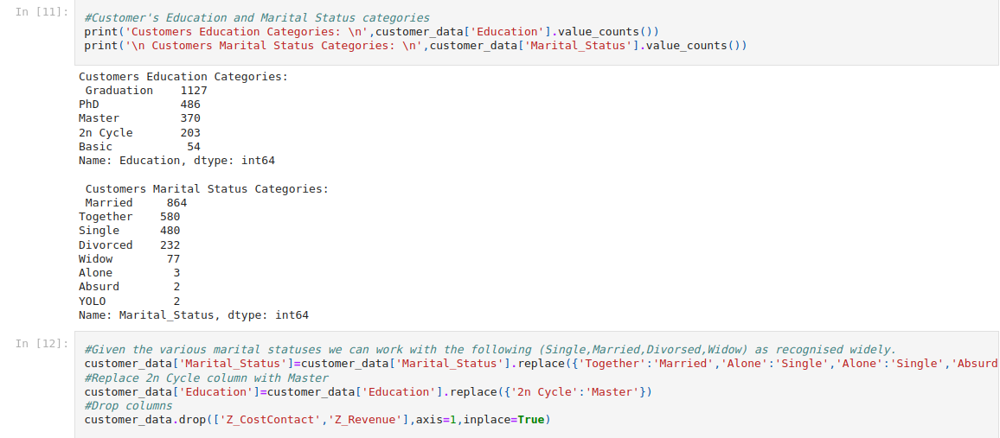 In [11]:
#Customer's Education and Marital Status categories
print('Customers Education Categories: \n',customer_data['Education'].value_counts())
print('\n Customers Marital Status Categories: \n',customer_data['Marital_Status'].value_counts())
Customers Education Categories:
Graduation 1127
PhD 486
Master 370
2n Cycle 203
Basic 54
Name: Education, dtype: int64
Customers Marital Status Categories:
Married 864
Together 580
Single 480
Divorced 232
Widow 77
Alone 3
Absurd 2
YOLO 2
Name: Marital_Status, dtype: int64
In [12]:
#Given the various marital statuses we can work with the following (Single,Married,Divorsed,Widow) as recognised widely.
customer_data['Marital_Status']=customer_data['Marital_Status'].replace({'Together':'Married','Alone':'Single','Alone':'Single','Absurd
#Replace 2n Cycle column with Master
customer_data['Education']=customer_data['Education'].replace({'2n Cycle':'Master'})
#Drop columns
customer_data.drop(['Z_CostContact','Z_Revenue'],axis=1,inplace=True)